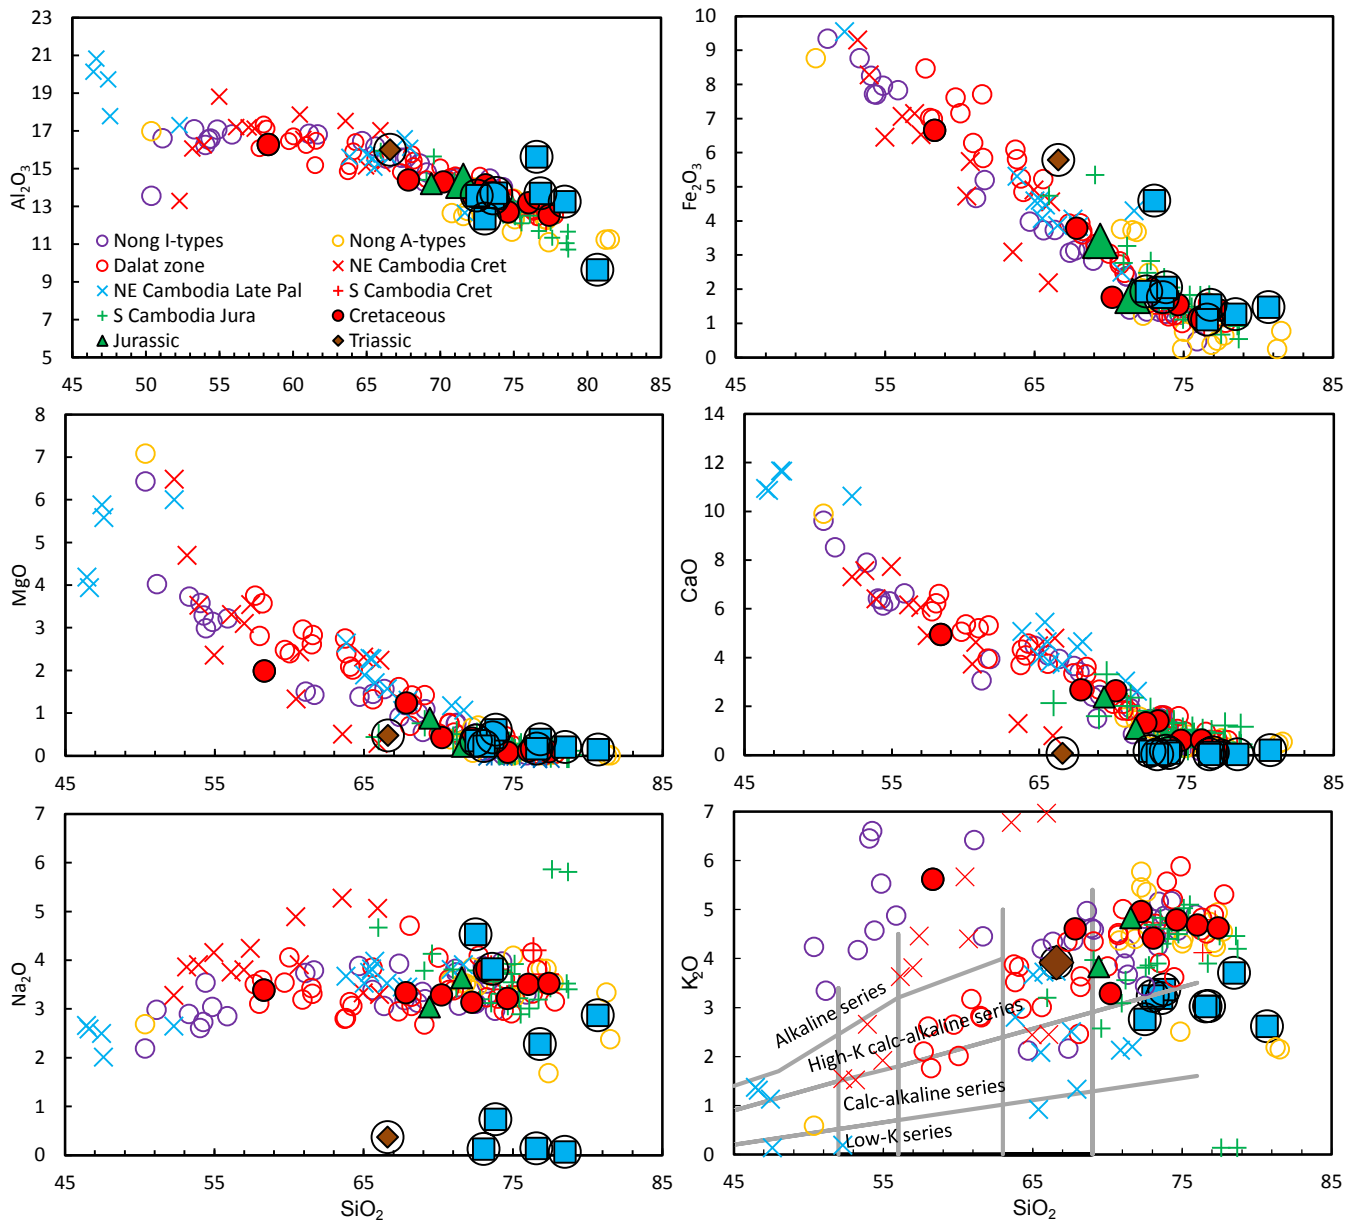 Al₂O₃
23
21
19
17
15
13
11
9
7
5
45 50 55 60 65 70 75 80 85
Nong I-types Nong A-types
Dalat zone NE Cambodia Cret
NE Cambodia Late Pal S Cambodia Cret
S Cambodia Jura Cretaceous
Jurassic Triassic
Fe₂O₃
10
9
8
7
6
5
4
3
2
1
0
45 55 65 75 85
MgO
8
7
6
5
4
3
2
1
0
45 55 65 75 85
CaO
14
12
10
8
6
4
2
0
45 55 65 75 85
Na₂O
7
6
5
4
3
2
1
0
45 55 65 75 85
SiO₂
K₂O
7
6
5
4
3
2
1
0
Alkaline series
High-K calc-alkaline series
Calc-alkaline series
Low-K series
45 55 65 75 85
SiO₂